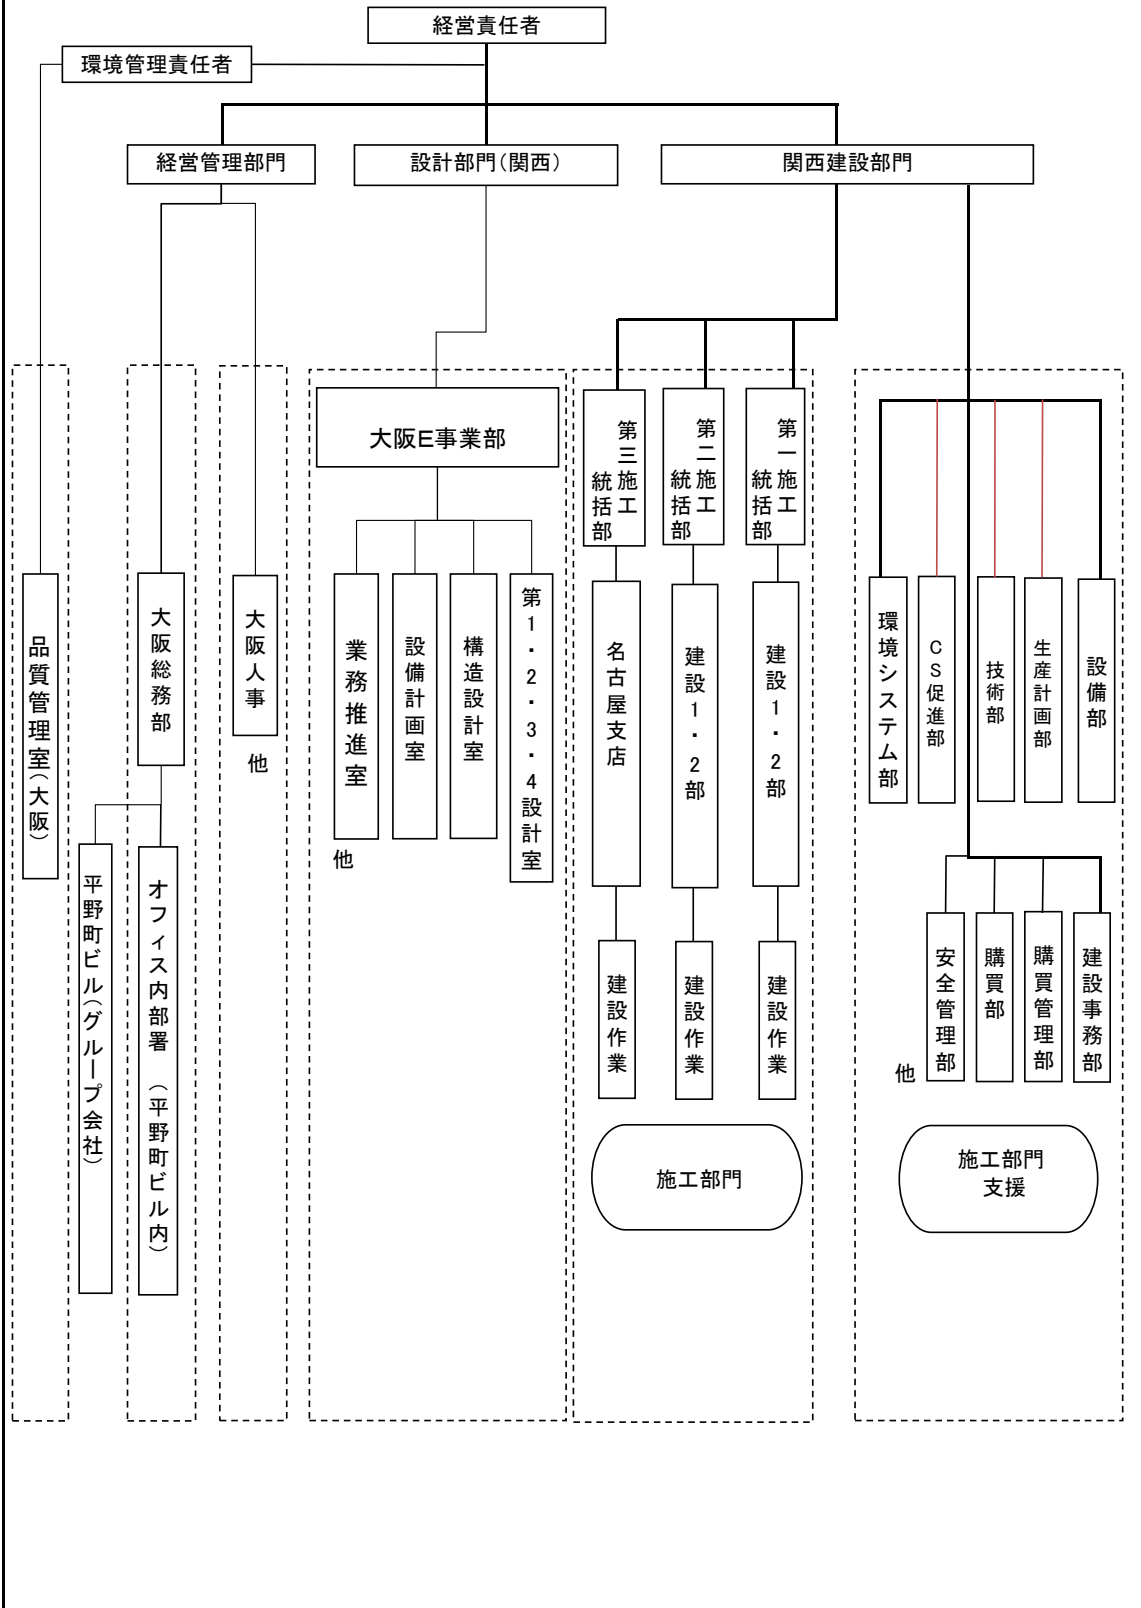 経営責任者
環境管理責任者
経営管理部門
設計部門（関西）
関西建設部門
大阪E事業部
第三施工
統括部
第二施工
統括部
第一施工
統括部
品質管理室（大阪）
大阪総務部
大阪人事
他
業務推進室
他
設備計画室
構造設計室
第1・2・3・4設計室
名古屋支店
建設1・2部
建設1・2部
環境システム部
CS促進部
技術部
生産計画部
設備部
平野町ビル（グループ会社）
オフィス内部署　（平野町ビル内）
建設作業
建設作業
建設作業
他
安全管理部
購買部
購買管理部
建設事務部
施工部門
施工部門
支援